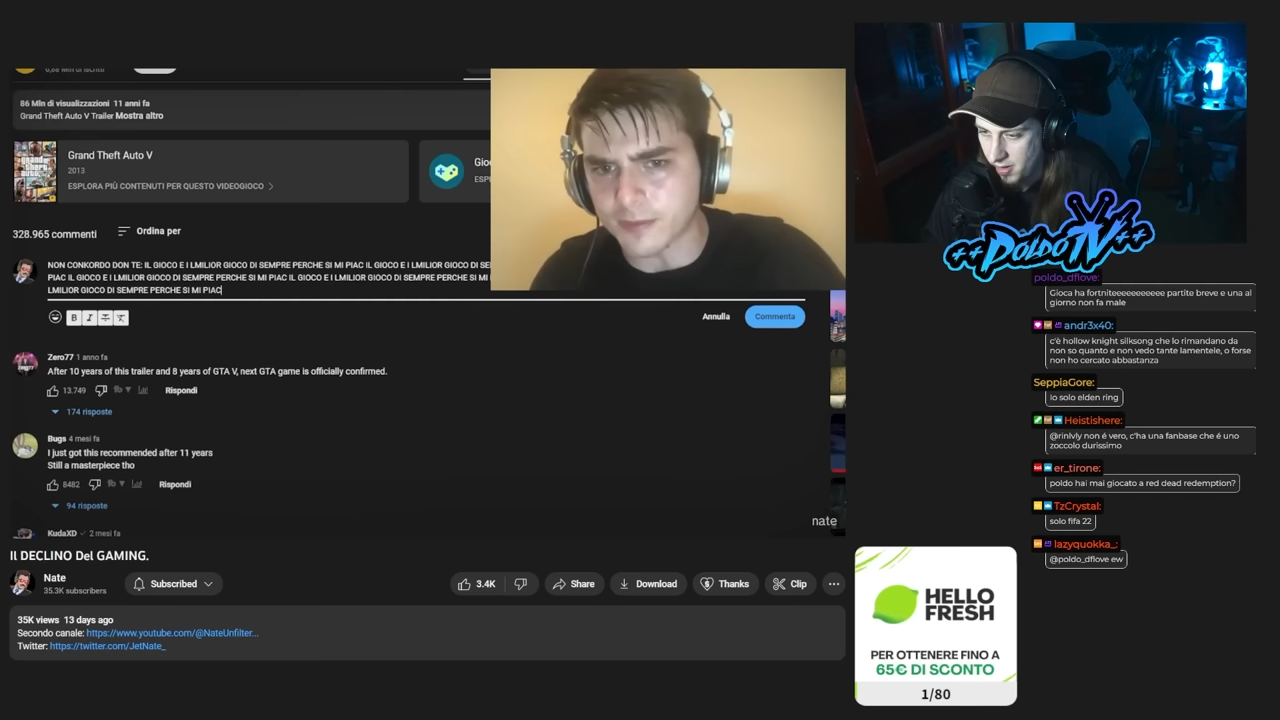 86 Mln di visualizzazioni 11 anni fa
Grand Theft Auto V Trailer Mostra altro
Grand Theft Auto V
2013
ESPLORA PIÙ CONTENUTI PER QUESTO VIDEOGIOCO
328.965 commenti
Ordina per
NON CONKORDO DON TE: IL GIOCO E I LMILIOR GIOCO DI SEMPRE PERCHE SI MI PIAC IL GIOCO E I LMILIOR GIOCO DI SE
PIAC IL GIOCO E I LMILIOR GIOCO DI SEMPRE PERCHE SI MI PIAC IL GIOCO E I LMILIOR GIOCO DI SEMPRE PERCHE SI MI
LMILIOR GIOCO DI SEMPRE PERCHE SI MI PIAC
B I
Annulla
Commenta
Zero77 1 anno fa
After 10 years of this trailer and 8 years of GTA V, next GTA game is officially confirmed.
13.749
Rispondi
174 risposte
Bugs 4 mesi fa
I just got this recommended after 11 years
Still a masterpiece tho
8482
Rispondi
94 risposte
KudaXD 2 mesi fa
nate
Il DECLINO Del GAMING.
Nate
35.3K subscribers
Subscribed
3.4K
Share
Download
Thanks
Clip
35K views 13 days ago
Secondo canale: https://www.youtube.com/@NateUnfilter...
Twitter: https://twitter.com/JetNate_
++POLDOTV++
poldo_dflove:
Gioca ha fortniteeeeeeeeeee partite breve e una al
giorno non fa male
andr3x40:
c'è hollow knight silksong che lo rimandano da
non so quanto e non vedo tante lamentele, o forse
non ho cercato abbastanza
SeppiaGore:
Io solo elden ring
Heistishere:
@rinlvly non é vero, c'ha una fanbase che é uno
zoccolo durissimo
er_tirone:
poldo hai mai giocato a red dead redemption?
TzCrystal:
solo fifa 22
lazyquokka_:
@poldo_dflove ew
HELLO
FRESH
PER OTTENERE FINO A
65€ DI SCONTO
1/80